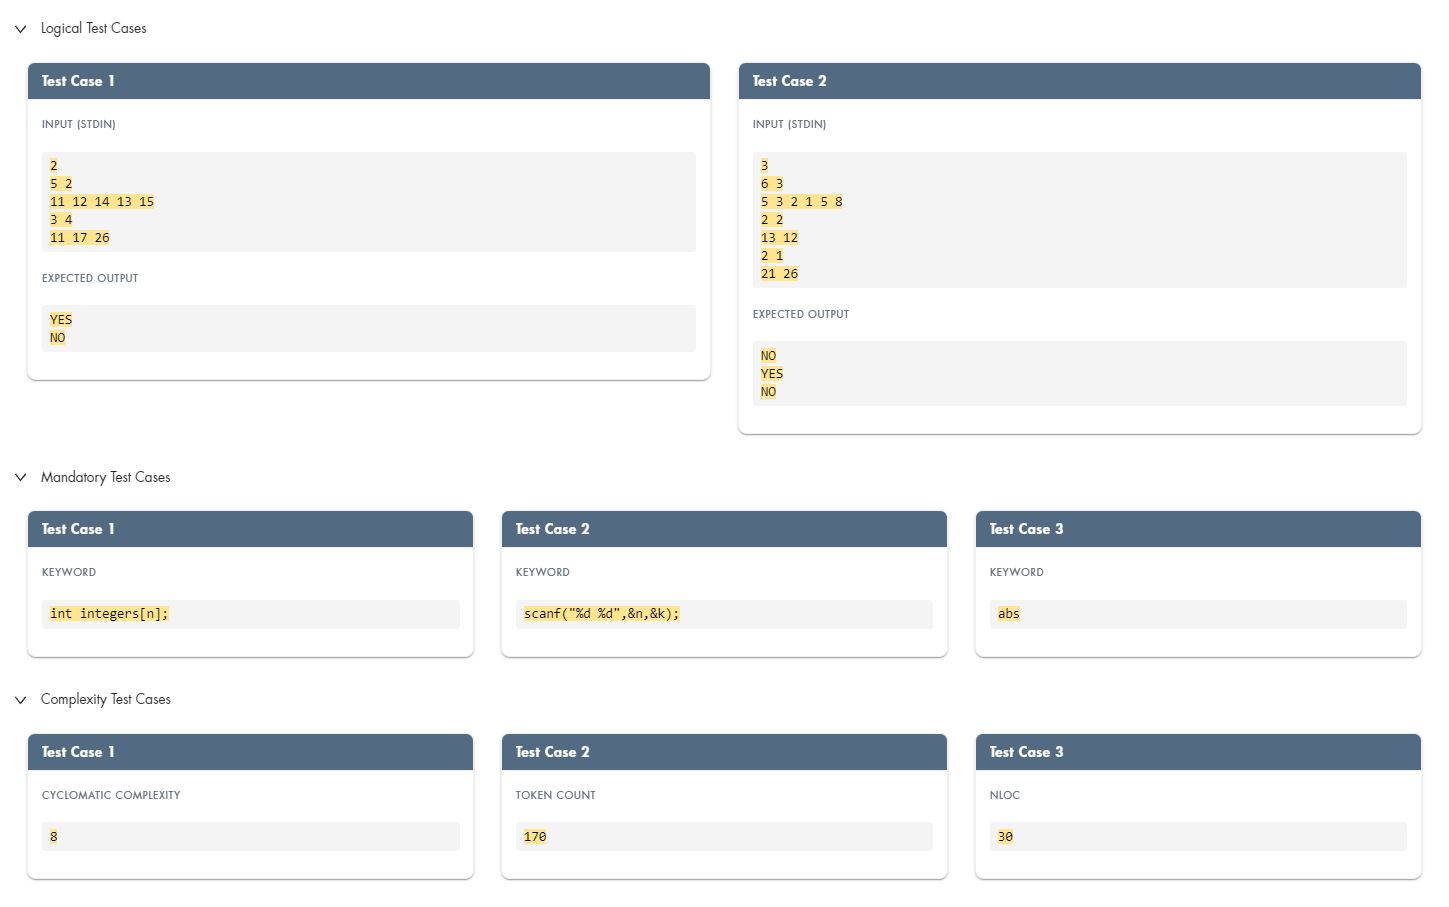 Logical Test Cases
Test Case 1
INPUT (STDIN)
2
5 2
11 12 14 13 15
3 4
11 17 26
EXPECTED OUTPUT
YES
NO
Test Case 2
INPUT (STDIN)
3
6 3
5 3 2 1 5 8
2 2
13 12
2 1
21 26
EXPECTED OUTPUT
NO
YES
NO
Mandatory Test Cases
Test Case 1
KEYWORD
int integers[n];
Test Case 2
KEYWORD
scanf("%d %d",&n,&k);
Test Case 3
KEYWORD
abs
Complexity Test Cases
Test Case 1
CYCLOMATIC COMPLEXITY
8
Test Case 2
TOKEN COUNT
170
Test Case 3
NLOC
30